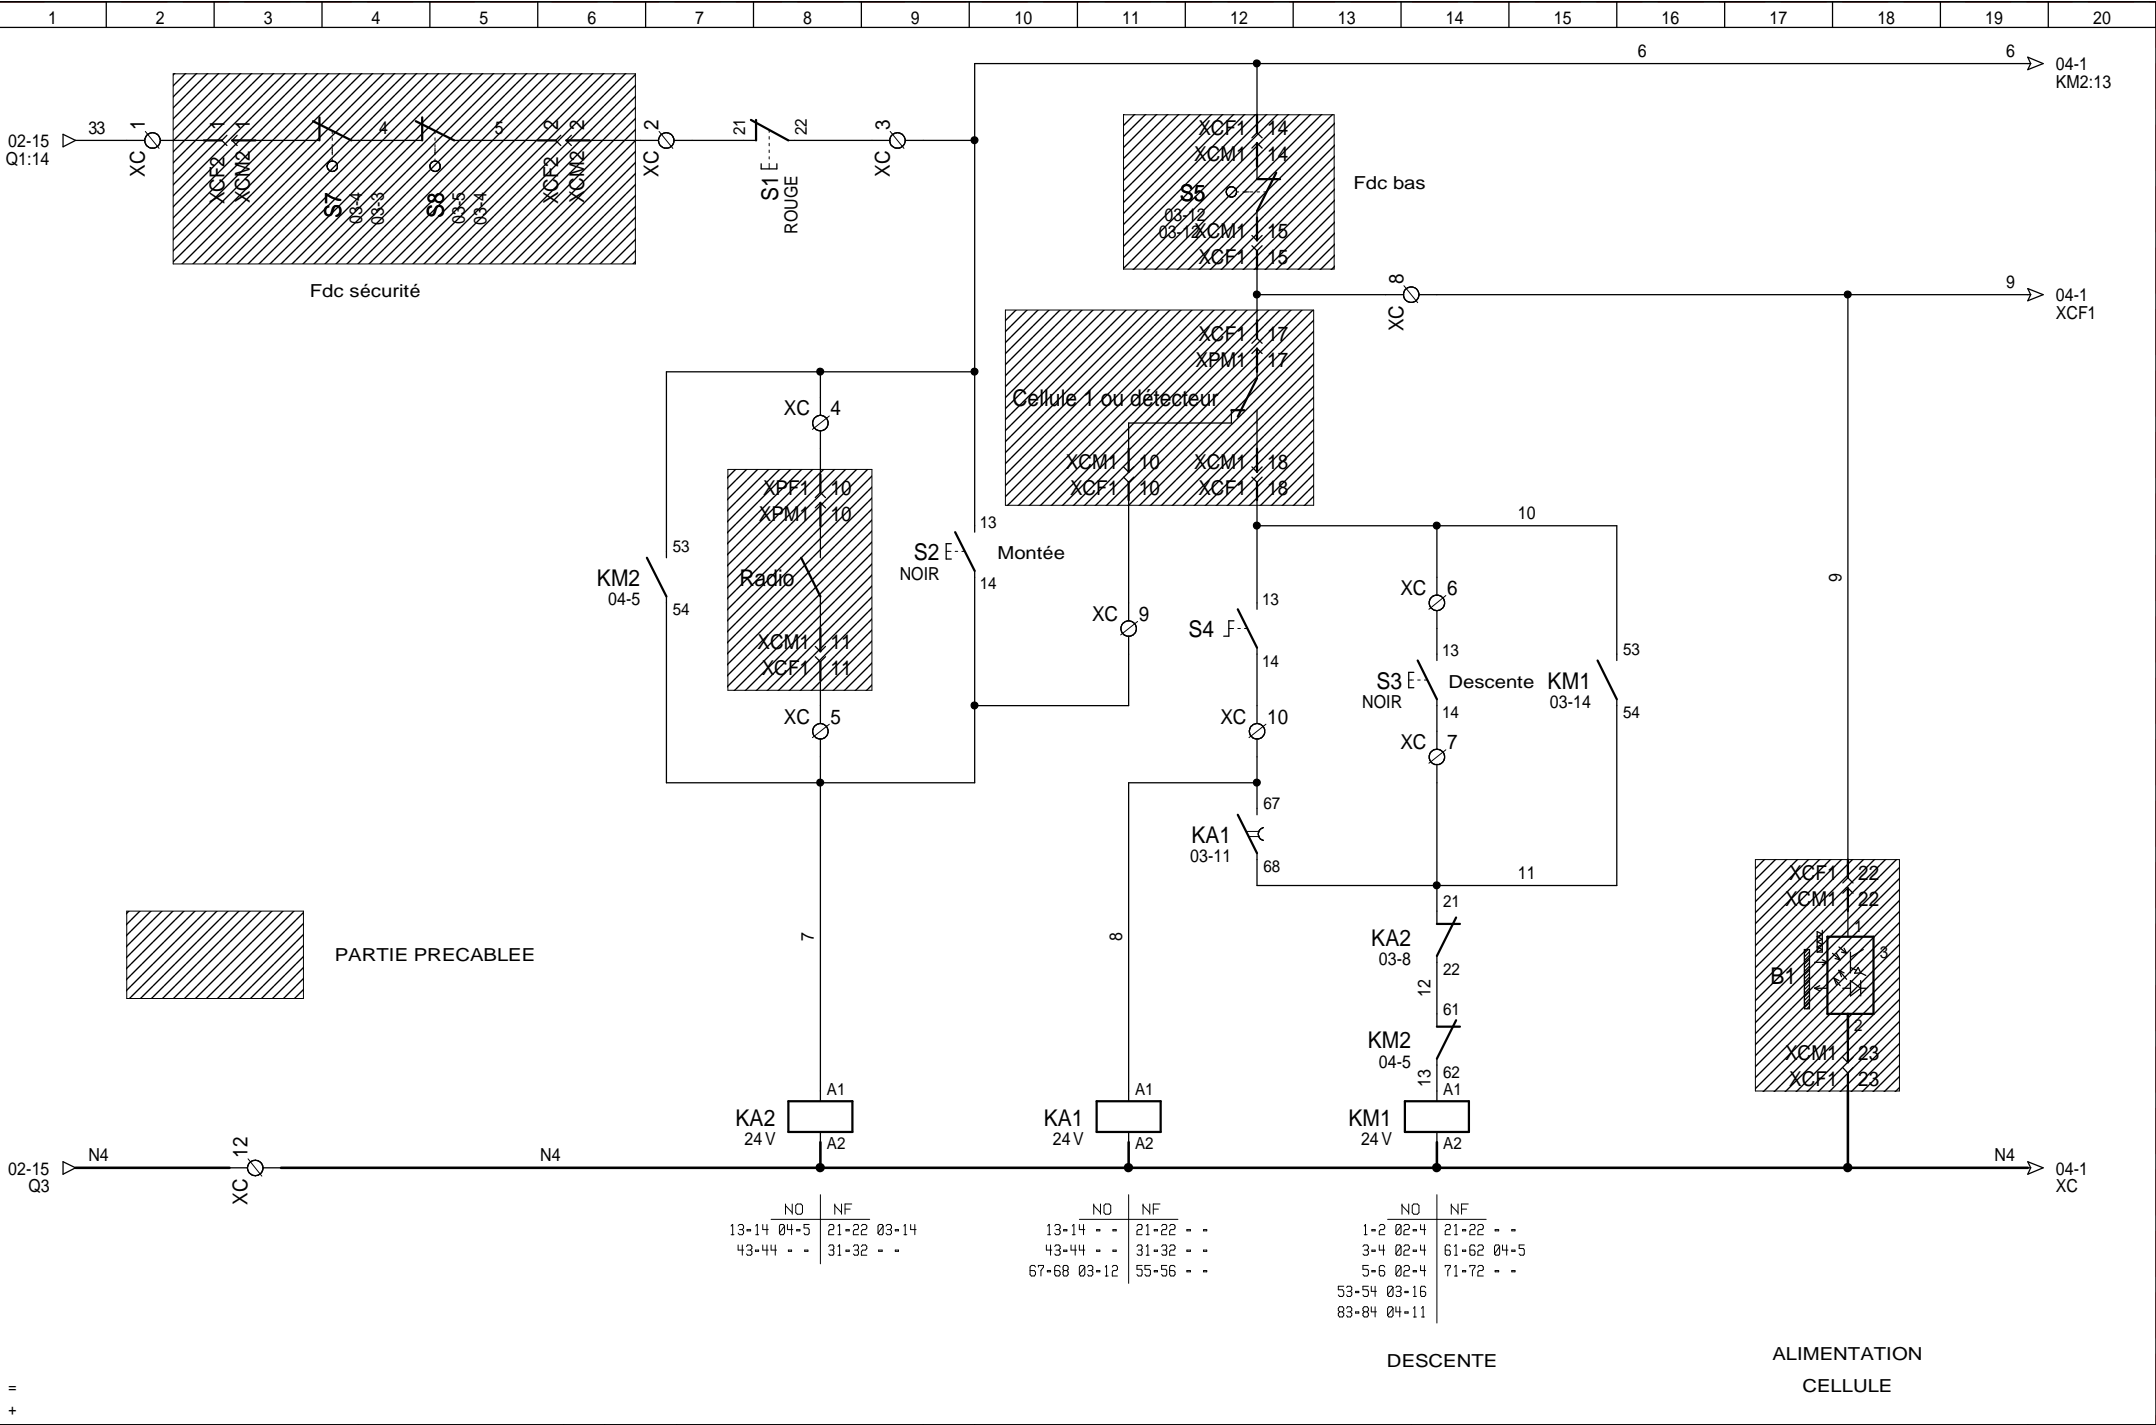 1 2 3 4 5 6 7 8 9 10 11 12 13 14 15 16 17 18 19 20
6
6
04-1
KM2:13
02-15
Q1:14
33
XC 1
XCF2 1
XCM2 1
4
S7
03-4
03-3
5
S8
03-5
03-4
XCF2 2
XCM2 2
XC 2
21
22
S1
ROUGE
XC 3
Fdc sécurité
XCF1 14
XCM1 14
S5
03-12
03-12
XCM1 15
XCF1 15
Fdc bas
XC 8
9
04-1
XCF1
XCF1 17
XPM1 17
Cellule 1 ou détecteur
XCM1 10
XCF1 10
XCM1 18
XCF1 18
XC 4
XPF1 10
XPM1 10
Radio
XCM1 11
XCF1 11
XC 5
KM2
04-5
53
54
S2
NOIR
13
14
Montée
XC 9
10
S4
13
14
XC 10
XC 6
S3
NOIR
13
14
Descente
XC 7
KM1
03-14
53
54
9
KA1
03-11
67
68
11
KA2
03-8
21
22
12
KM2
04-5
61
62
13
7
8
PARTIE PRECABLEE
XCF1 22
XCM1 22
B1
1
3
2
XCM1 23
XCF1 23
KA2
24 V
A1
A2
KA1
24 V
A1
A2
KM1
24 V
A1
A2
02-15
Q3
N4
XC 12
N4
N4
04-1
XC
NO NF
13-14 04-5 21-22 03-14
43-44 - - 31-32 - -
NO NF
13-14 - - 21-22 - -
43-44 - - 31-32 - -
67-68 03-12 55-56 - -
NO NF
1-2 02-4 21-22 - -
3-4 02-4 61-62 04-5
5-6 02-4 71-72 - -
53-54 03-16
83-84 04-11
DESCENTE
ALIMENTATION
CELLULE
=
+